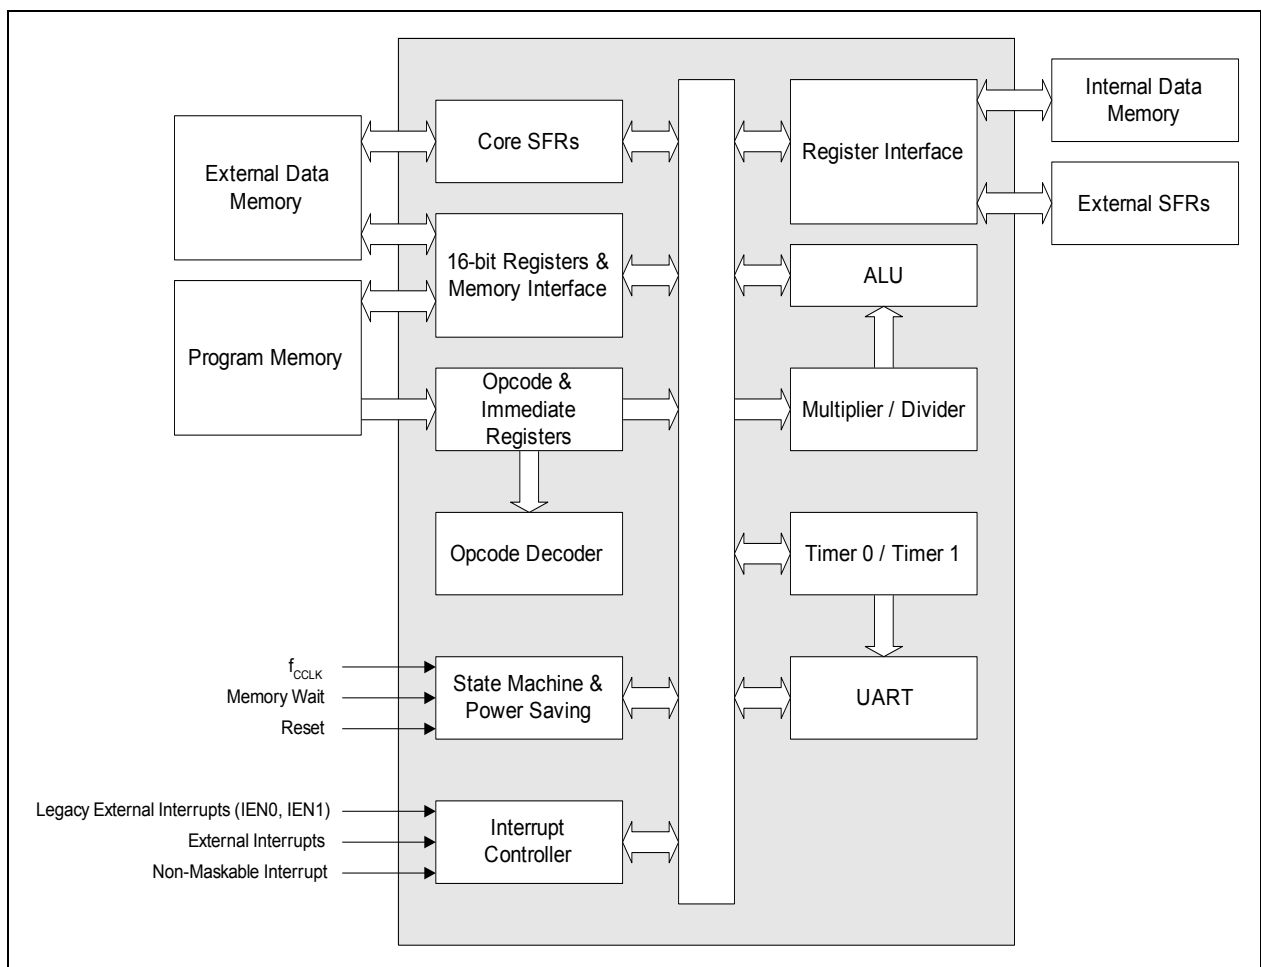 External Data
Memory
Program Memory
Core SFRs
16-bit Registers &
Memory Interface
Opcode &
Immediate
Registers
Opcode Decoder
State Machine &
Power Saving
Interrupt
Controller
f_CCLK
Memory Wait
Reset
Legacy External Interrupts (IEN0, IEN1)
External Interrupts
Non-Maskable Interrupt
Register Interface
ALU
Multiplier / Divider
Timer 0 / Timer 1
UART
Internal Data
Memory
External SFRs